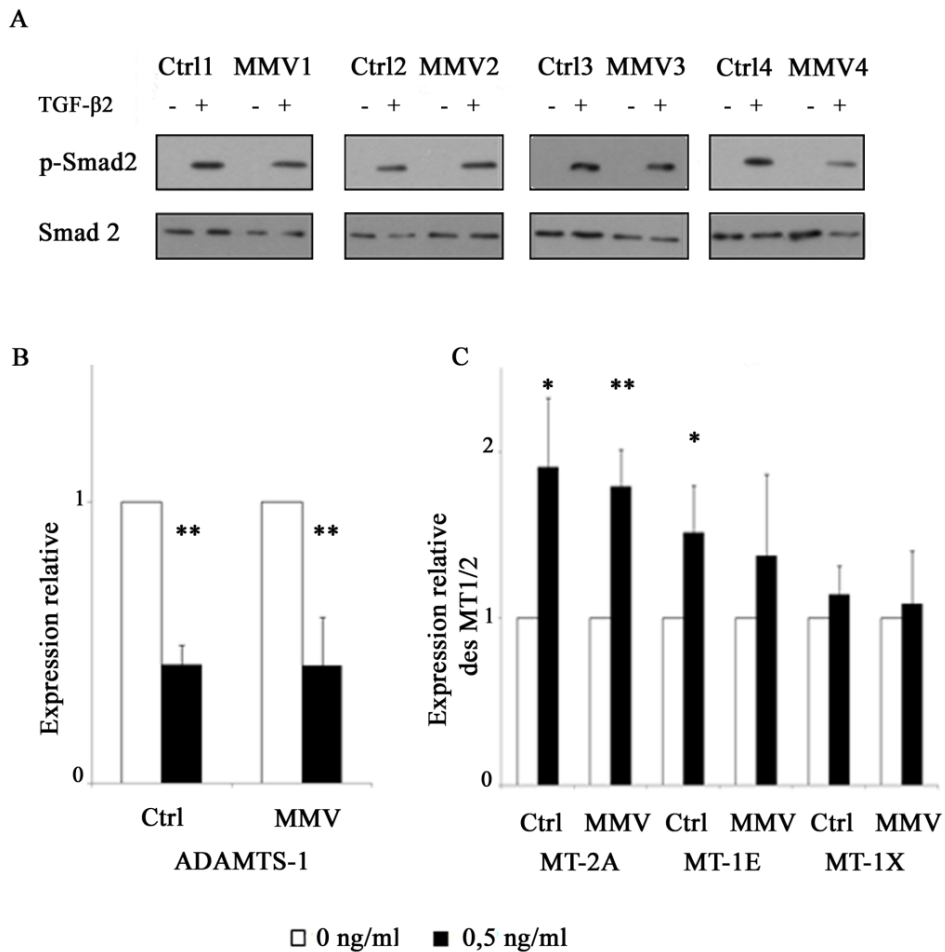 A
Ctrl1 MMV1 Ctrl2 MMV2 Ctrl3 MMV3 Ctrl4 MMV4
TGF-β2 - + - + - + - + - + - + - + - +
p-Smad2
Smad 2
B
Expression relative
1
0
** **
Ctrl MMV
ADAMTS-1
C
Expression relative
des MT1/2
2
1
0
* ** *
Ctrl MMV Ctrl MMV Ctrl MMV
MT-2A MT-1E MT-1X
0 ng/ml 0,5 ng/ml